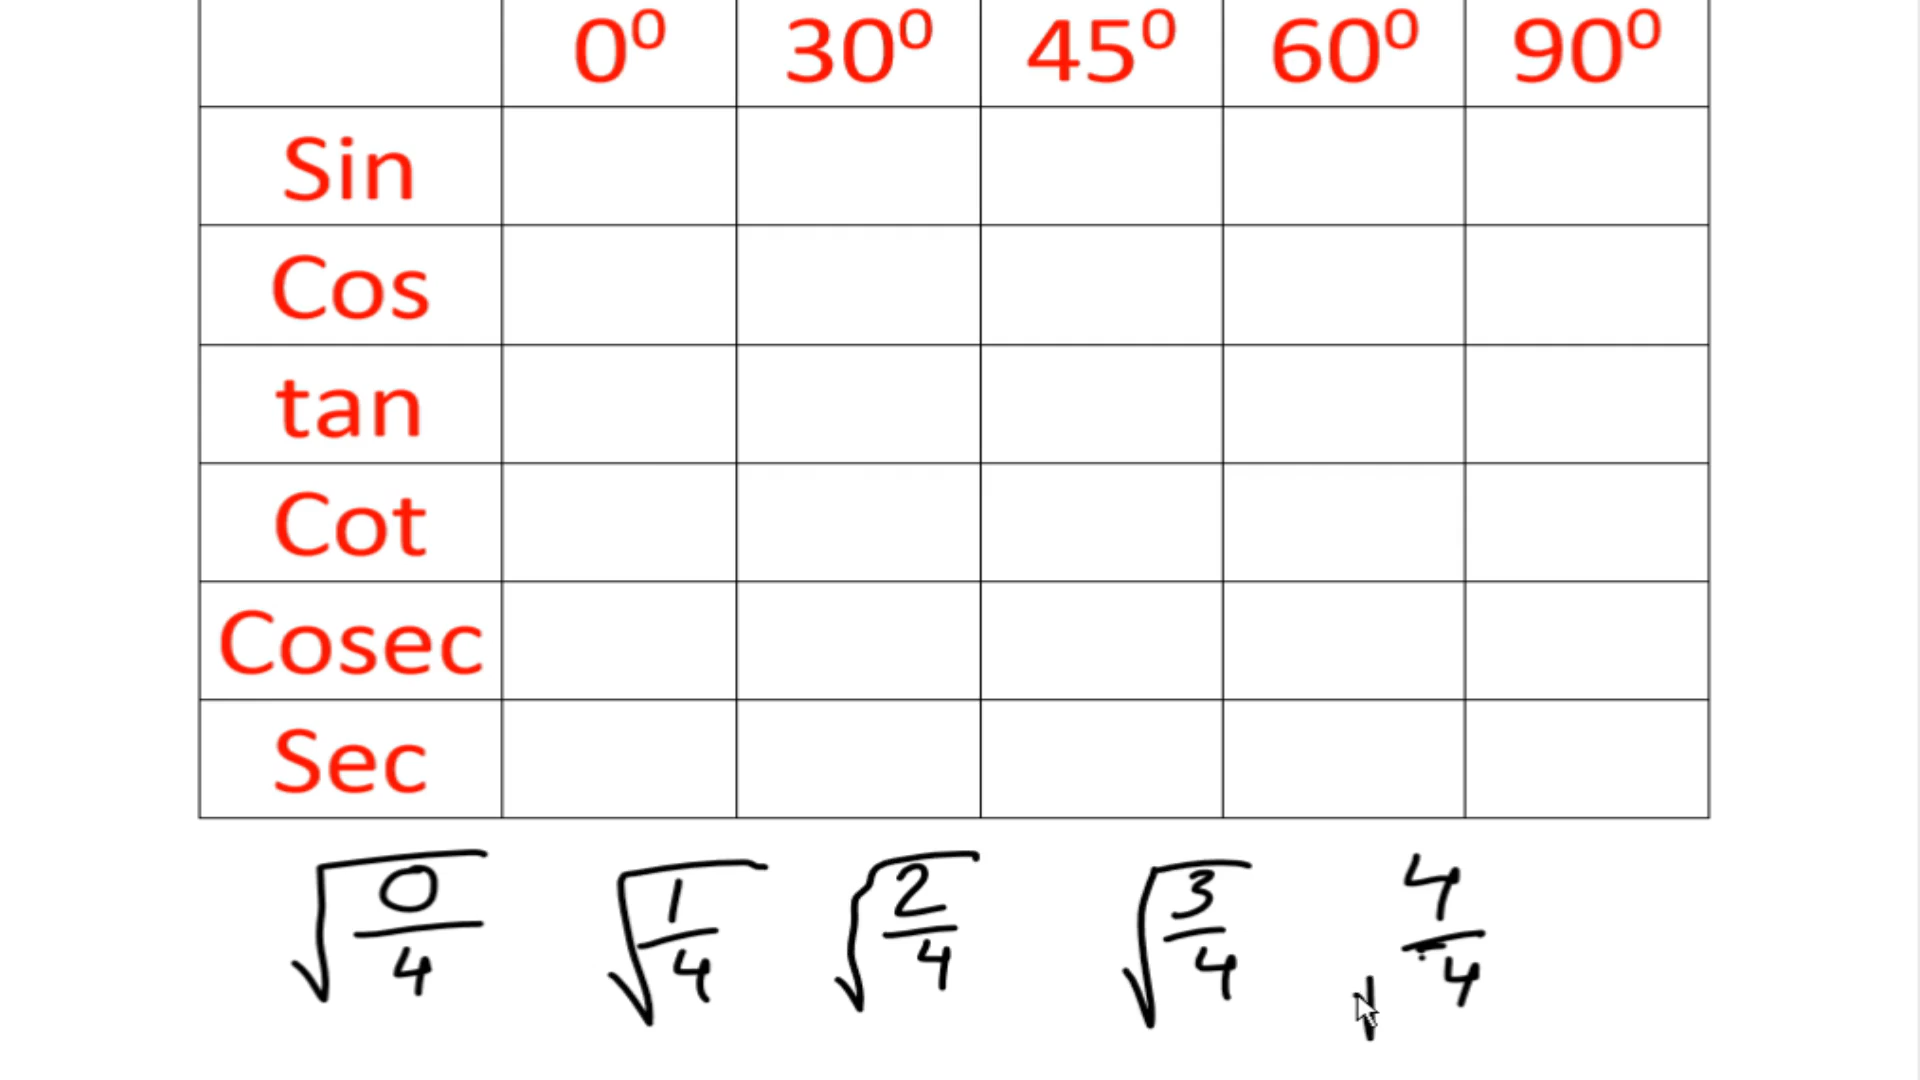 0⁰ 30⁰ 45⁰ 60⁰ 90⁰
Sin
Cos
tan
Cot
Cosec
Sec
√(0/4) √(1/4) √(2/4) √(3/4) √ 4/4